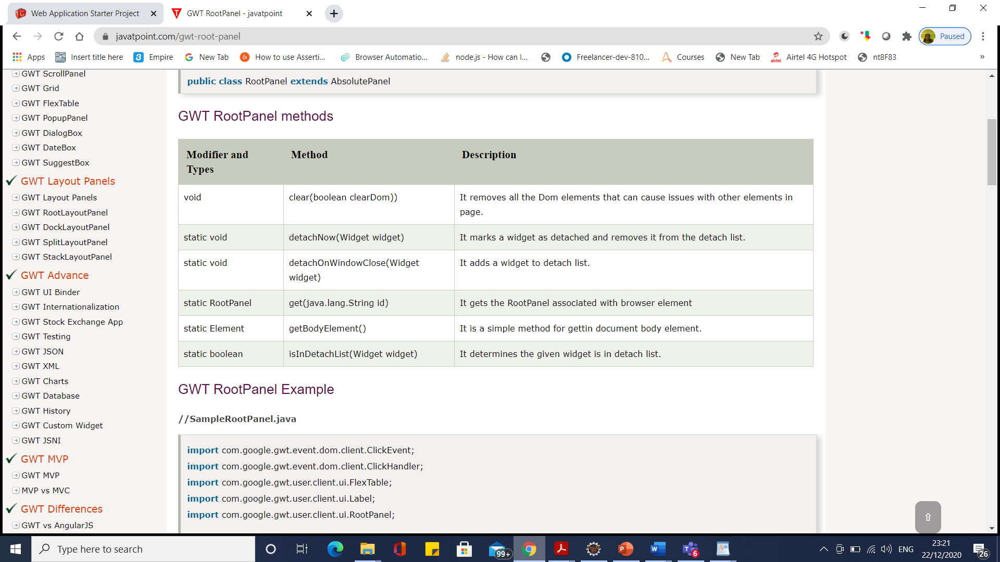 Web Application Starter Project
GWT RootPanel - javatpoint
javatpoint.com/gwt-root-panel
Paused
Apps
Insert title here
Empire
New Tab
How to use Asserti...
Browser Automatio...
node.js - How can I...
Freelancer-dev-810...
Courses
New Tab
airtel
Airtel 4G Hotspot
nt8F83
»
GWT ScrollPanel
GWT Grid
GWT FlexTable
GWT PopupPanel
GWT DialogBox
GWT DateBox
GWT SuggestBox
GWT Layout Panels
GWT Layout Panels
GWT RootLayoutPanel
GWT DockLayoutPanel
GWT SplitLayoutPanel
GWT StackLayoutPanel
GWT Advance
GWT UI Binder
GWT Internationalization
GWT Stock Exchange App
GWT Testing
GWT JSON
GWT XML
GWT Charts
GWT Database
GWT History
GWT Custom Widget
GWT JSNI
GWT MVP
GWT MVP
MVP vs MVC
GWT Differences
GWT vs AngularJS
public class RootPanel extends AbsolutePanel
GWT RootPanel methods
Modifier and
Types
Method
Description
void
clear(boolean clearDom))
It removes all the Dom elements that can cause issues with other elements in
page.
static void
detachNow(Widget widget)
It marks a widget as detached and removes it from the detach list.
static void
detachOnWindowClose(Widget
widget)
It adds a widget to detach list.
static RootPanel
get(java.lang.String id)
It gets the RootPanel associated with browser element
static Element
getBodyElement()
It is a simple method for gettin document body element.
static boolean
isInDetachList(Widget widget)
It determines the given widget is in detach list.
GWT RootPanel Example
//SampleRootPanel.java
import com.google.gwt.event.dom.client.ClickEvent;
import com.google.gwt.event.dom.client.ClickHandler;
import com.google.gwt.user.client.ui.FlexTable;
import com.google.gwt.user.client.ui.Label;
import com.google.gwt.user.client.ui.RootPanel;
Type here to search
99+
6
ENG
23:21
22/12/2020
26